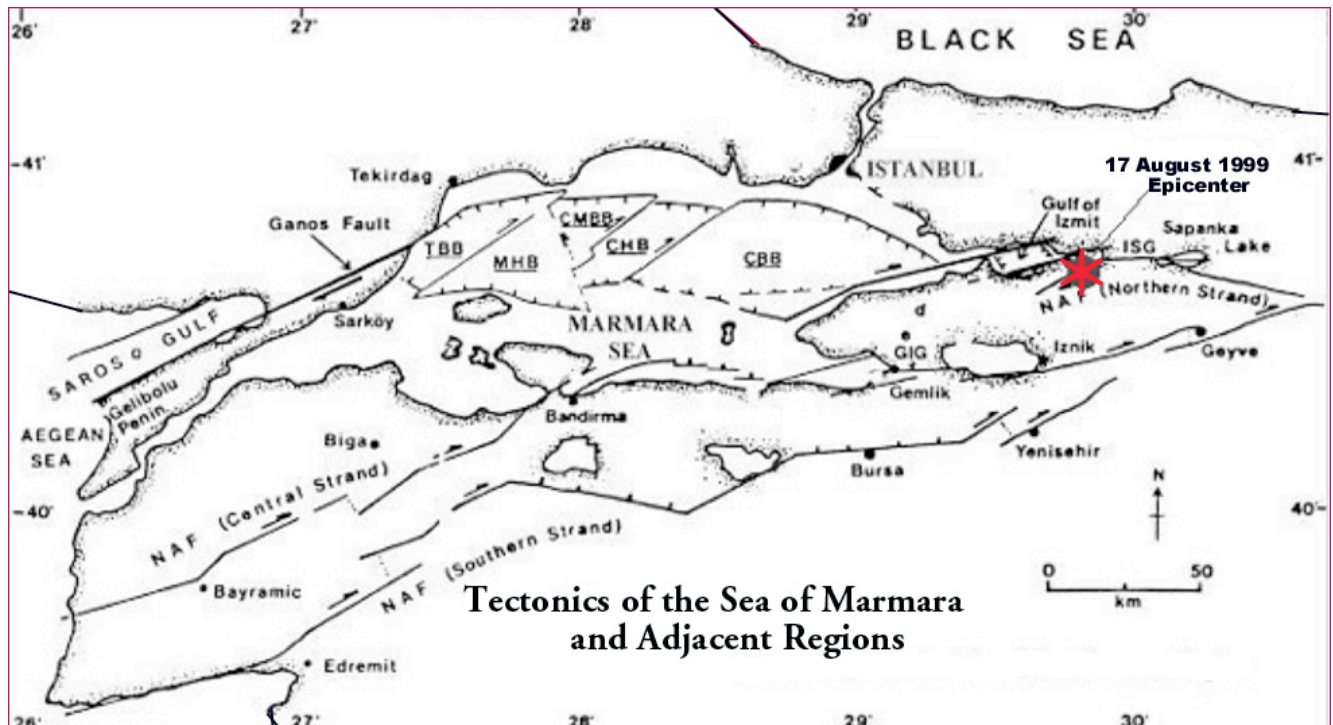 26'
27'
28'
29'
30'
BLACK SEA
41'
41'
ISTANBUL
17 August 1999
Epicenter
Tekirdag
Ganos Fault
Gulf of
Izmit
Sapanka
Lake
ISG
TBB
MHB
CMBB
CHB
CBB
NAF (Northern Strand)
SAROS GULF
Sarköy
MARMARA
SEA
d
e
GIG
Iznik
Geyve
Gemlik
Gelibolu
Penin.
AEGEAN
SEA
Bandirma
Biga
Bursa
Yenisehir
N
40'
40'
NAF (Central Strand)
NAF (Southern Strand)
Bayramic
Edremit
0
50
km
Tectonics of the Sea of Marmara
and Adjacent Regions
26'
27'
28'
29'
30'